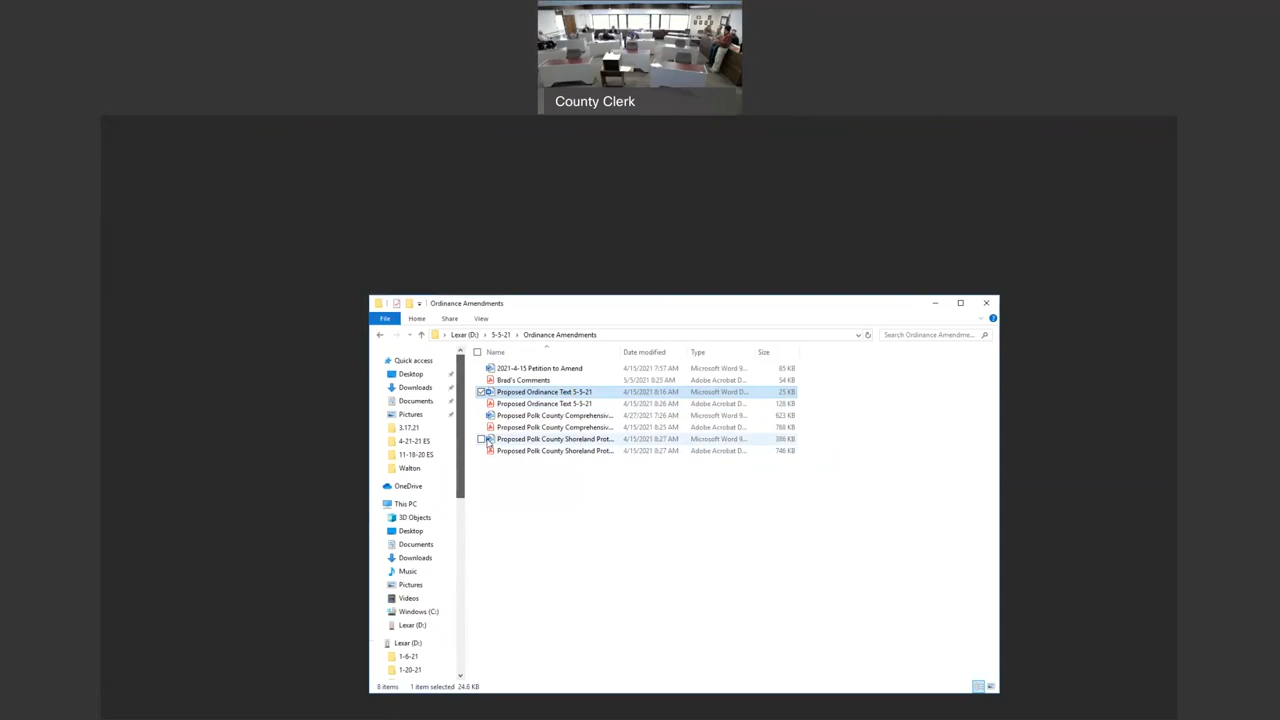 County Clerk
Ordinance Amendments
File Home Share View
Lexar (D:) 5-5-21 Ordinance Amendments Search Ordinance Amendme...
Name Date modified Type Size
2021-4-15 Petition to Amend 4/15/2021 7:57 AM Microsoft Word 9... 85 KB
Brad's Comments 5/5/2021 8:25 AM Adobe Acrobat D... 54 KB
Proposed Ordinance Text 5-5-21 4/15/2021 8:16 AM Microsoft Word D... 25 KB
Proposed Ordinance Text 5-5-21 4/15/2021 8:26 AM Adobe Acrobat D... 128 KB
Proposed Polk County Comprehensiv... 4/27/2021 7:26 AM Microsoft Word 9... 623 KB
Proposed Polk County Comprehensiv... 4/15/2021 8:25 AM Adobe Acrobat D... 768 KB
Proposed Polk County Shoreland Prot... 4/15/2021 8:27 AM Microsoft Word 9... 386 KB
Proposed Polk County Shoreland Prot... 4/15/2021 8:27 AM Adobe Acrobat D... 746 KB
Quick access
Desktop
Downloads
Documents
Pictures
3.17.21
4-21-21 ES
11-18-20 ES
Walton
OneDrive
This PC
3D Objects
Desktop
Documents
Downloads
Music
Pictures
Videos
Windows (C:)
Lexar (D:)
Lexar (D:)
1-6-21
1-20-21
8 items 1 item selected 24.6 KB